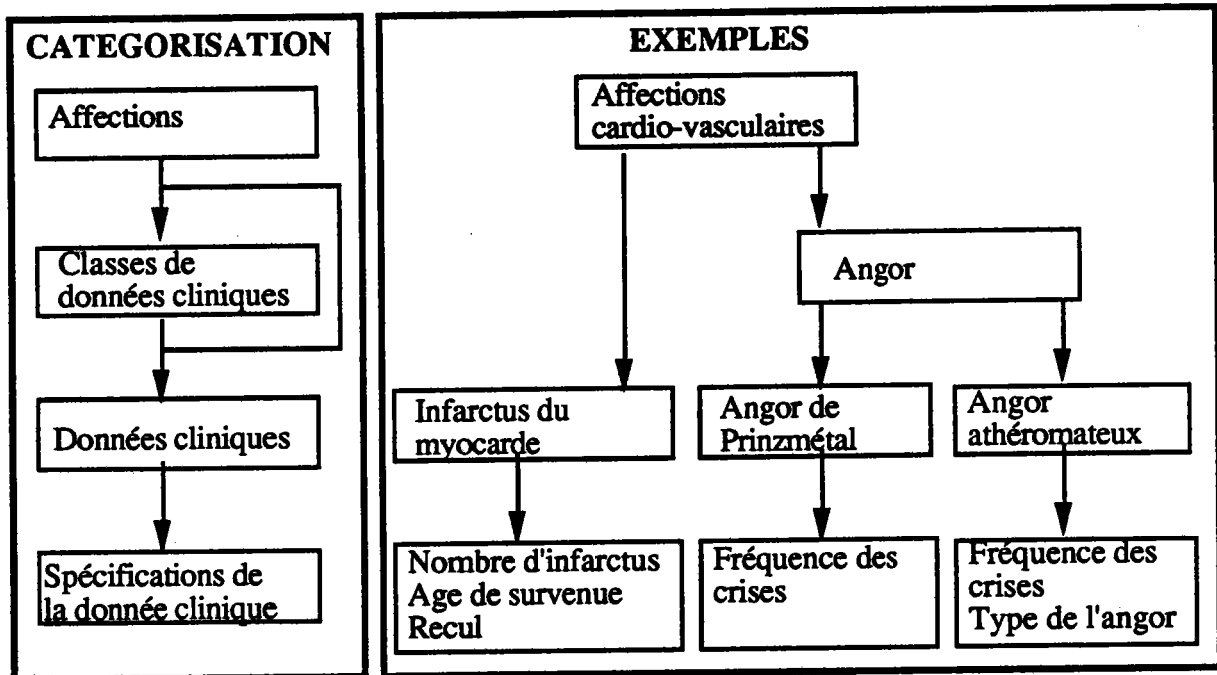 CATEGORISATION
Affections
Classes de
données cliniques
Données cliniques
Spécifications de
la donnée clinique
EXEMPLES
Affections
cardio-vasculaires
Angor
Infarctus du
myocarde
Angor de
Prinzmétal
Angor
athéromateux
Nombre d'infarctus
Age de survenue
Recul
Fréquence des
crises
Fréquence des
crises
Type de l'angor